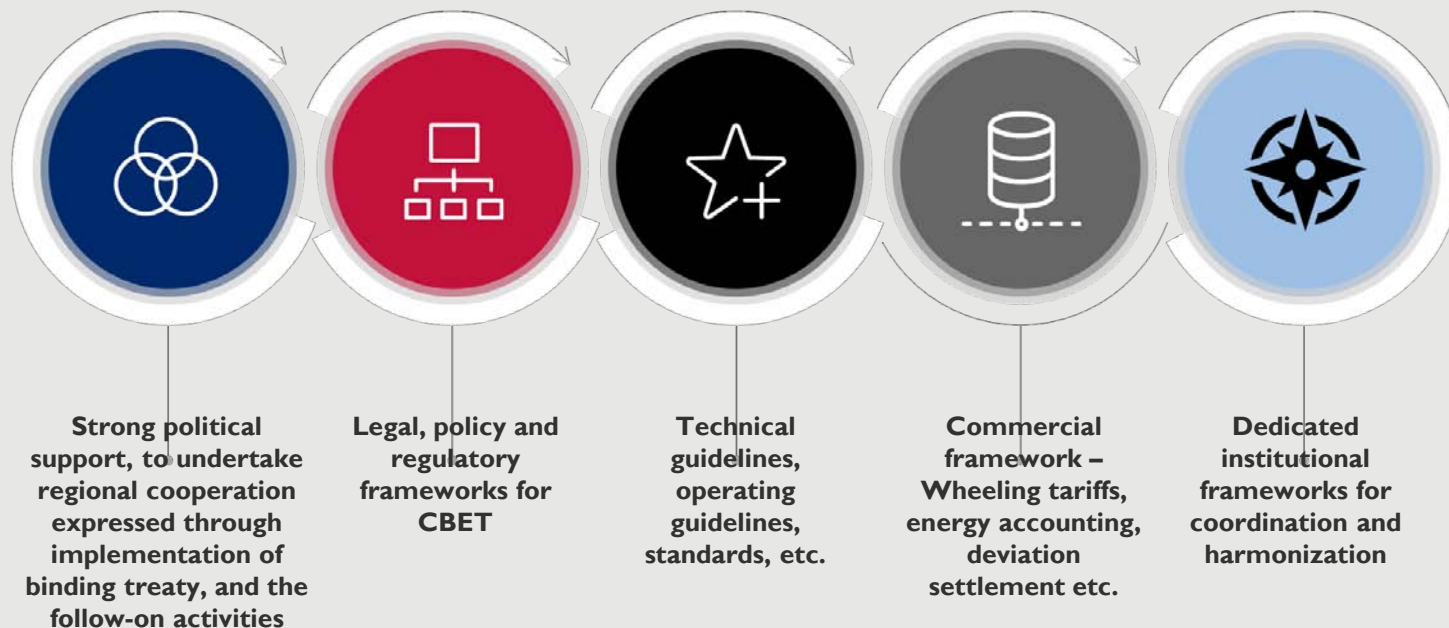 Strong political
support, to undertake
regional cooperation
expressed through
implementation of
binding treaty, and the
follow-on activities
Legal, policy and
regulatory
frameworks for
CBET
Technical
guidelines,
operating
guidelines,
standards, etc.
Commercial
framework –
Wheeling tariffs,
energy accounting,
deviation
settlement etc.
Dedicated
institutional
frameworks for
coordination and
harmonization